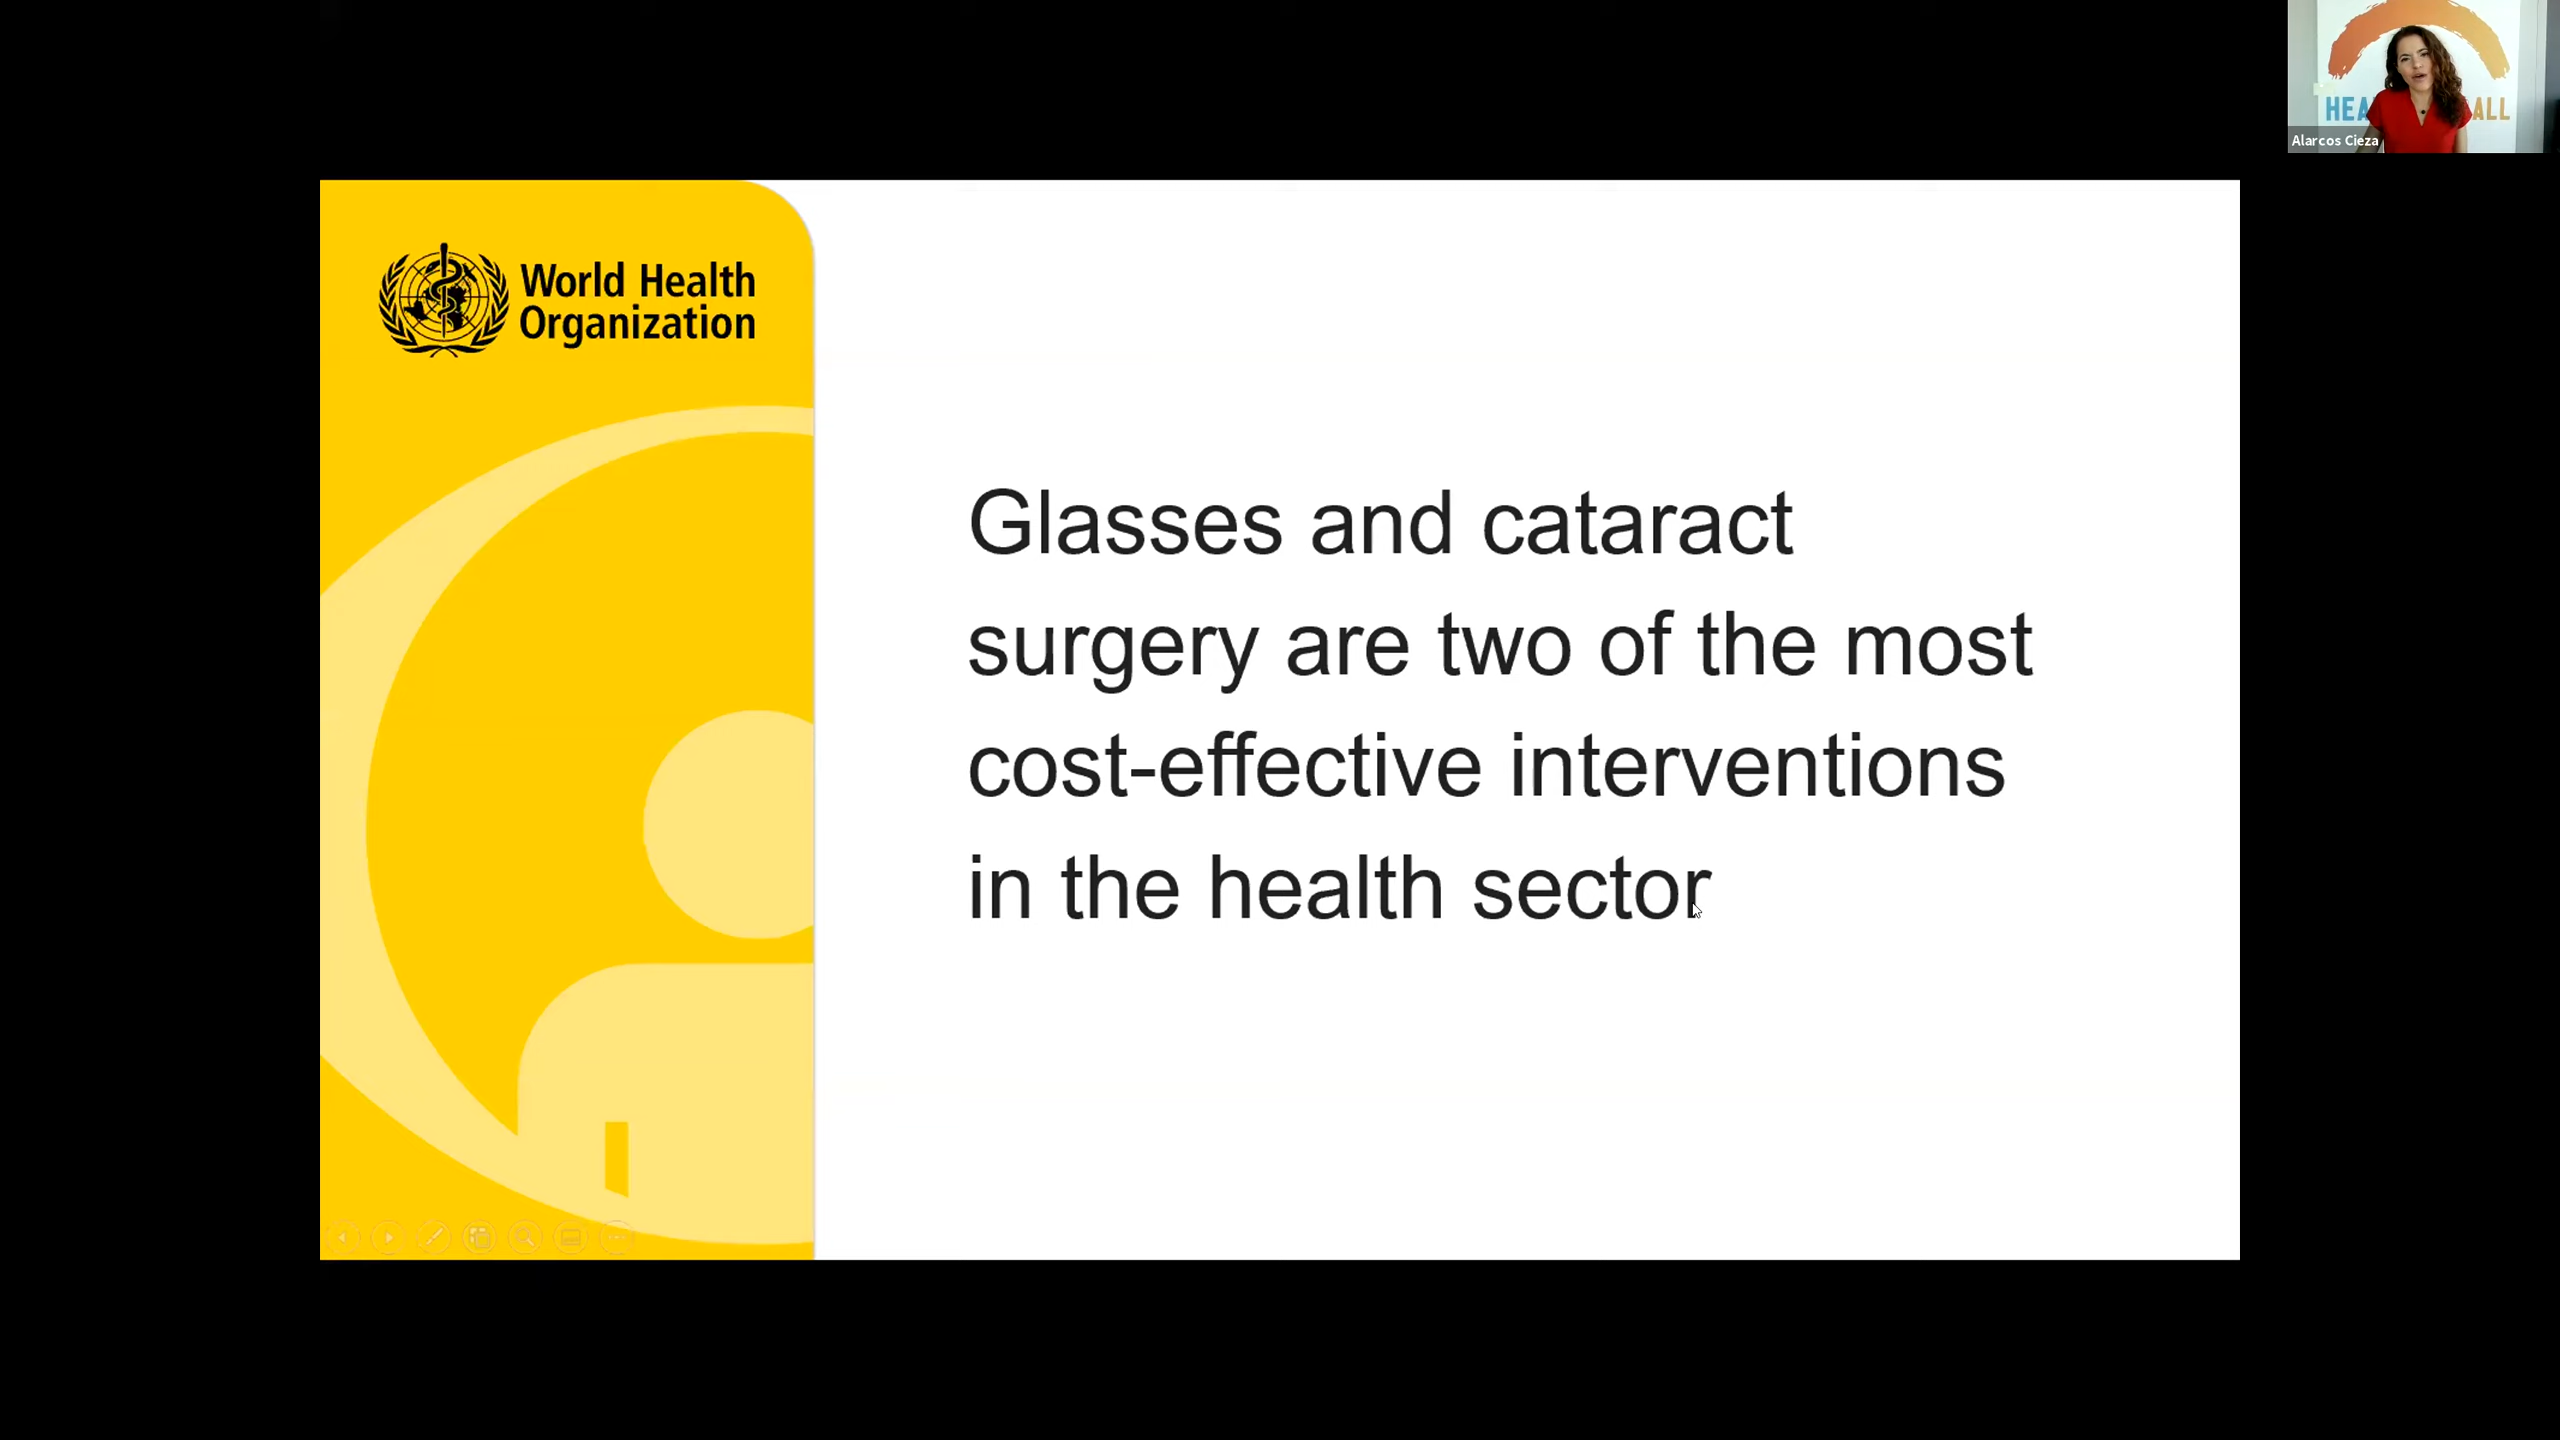 HEA ALL
Alarcos Cieza
World Health
Organization
Glasses and cataract
surgery are two of the most
cost-effective interventions
in the health sector